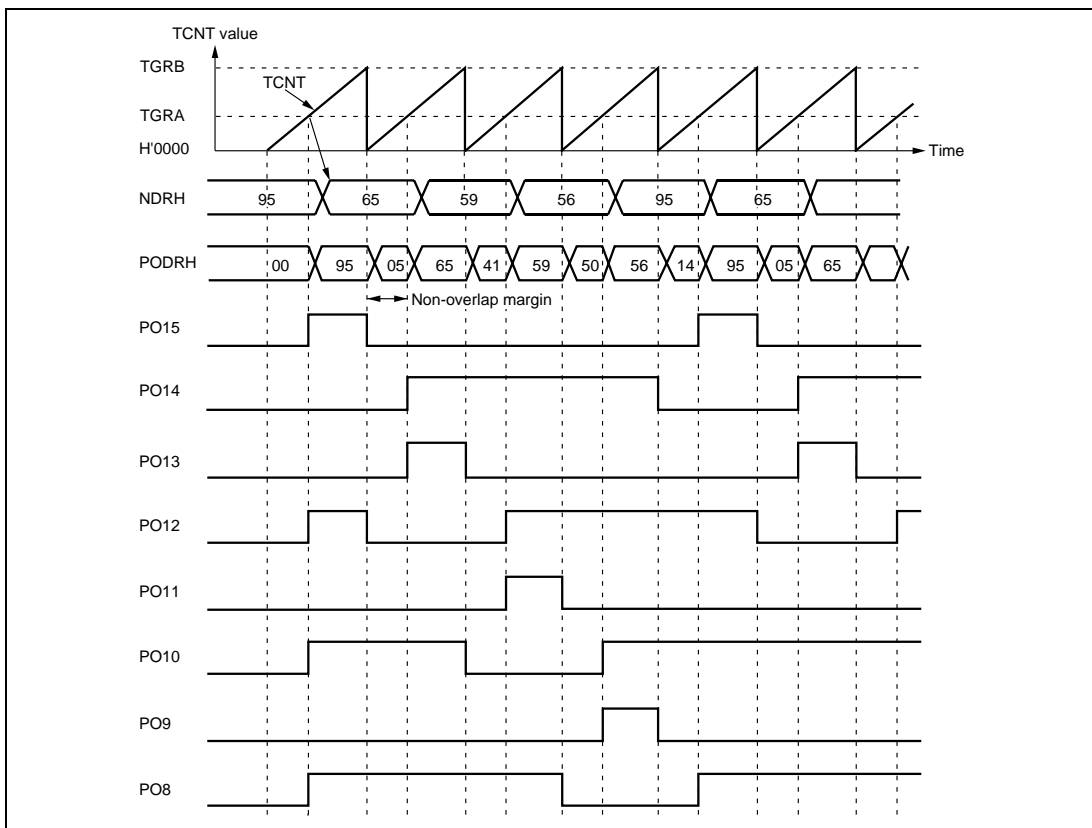 TCNT value
TGRB
TCNT
TGRA
H'0000
Time
NDRH
95 65 59 56 95 65
PODRH
00 95 05 65 41 59 50 56 14 95 05 65
Non-overlap margin
PO15
PO14
PO13
PO12
PO11
PO10
PO9
PO8